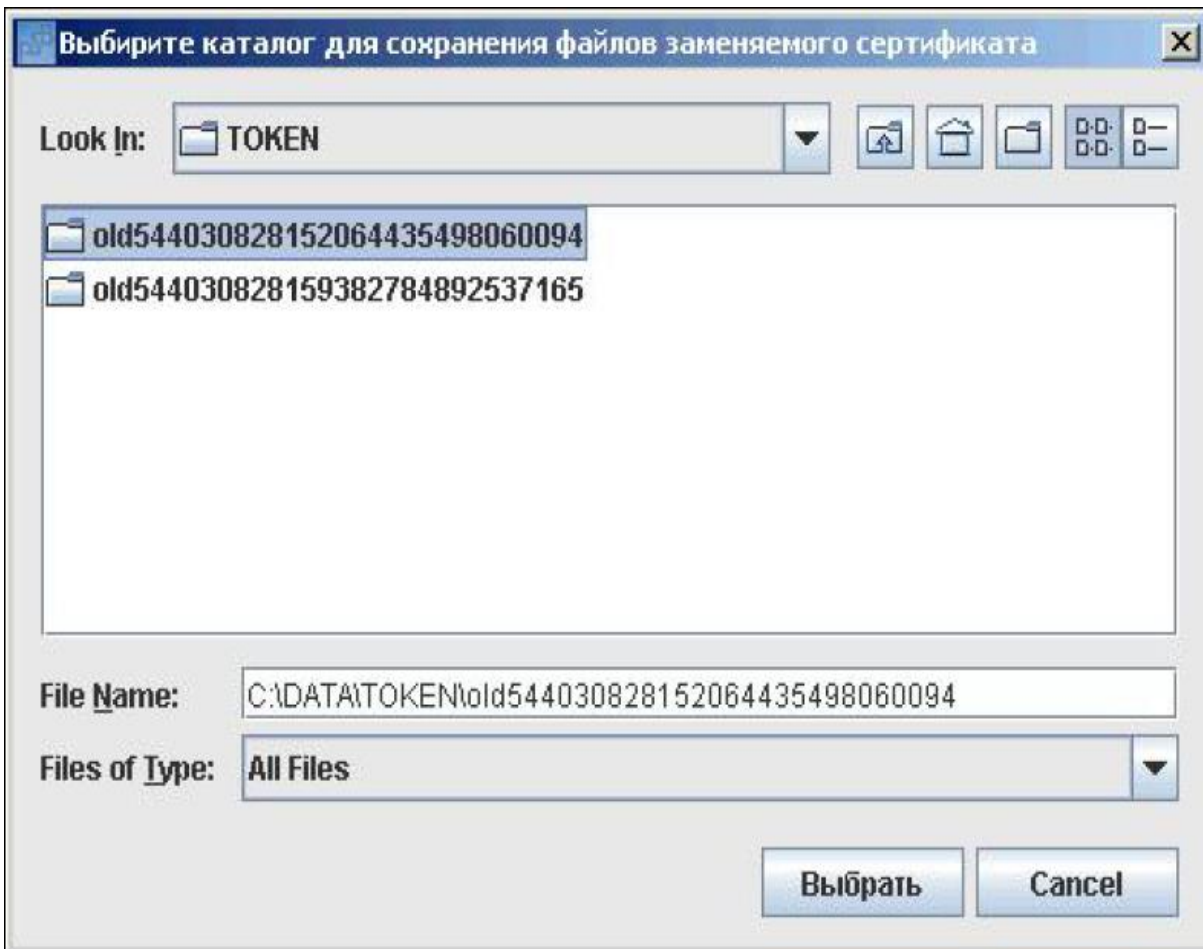 Выбирите каталог для сохранения файлов заменяемого сертификата
Look In: TOKEN
old544030828152064435498060094
old544030828159382784892537165
File Name: C:\DATA\TOKEN\old544030828152064435498060094
Files of Type: All Files
Выбрать Cancel